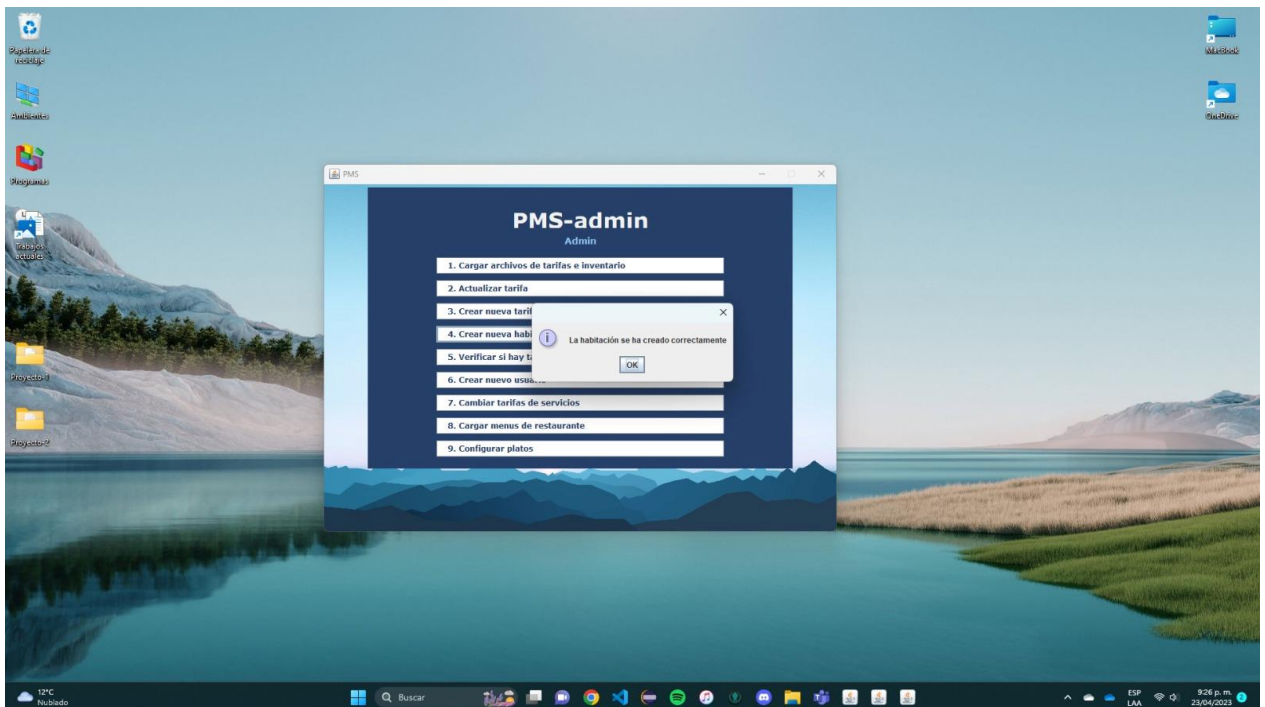 Papelera de
reciclaje
Ambientes
Programas
Trabajos
actuales
Proyecto-1
Proyecto-2
MacBook
OneDrive
PMS
PMS-admin
Admin
1. Cargar archivos de tarifas e inventario
2. Actualizar tarifa
3. Crear nueva tarif
4. Crear nueva habi
5. Verificar si hay ta
6. Crear nuevo usuario
7. Cambiar tarifas de servicios
8. Cargar menus de restaurante
9. Configurar platos
La habitación se ha creado correctamente
OK
12°C
Nublado
Buscar
ESP
LAA
9:26 p. m.
23/04/2023
2